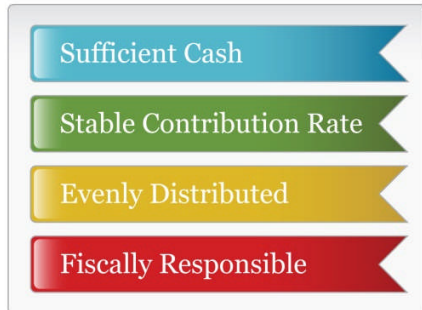 Sufficient Cash
Stable Contribution Rate
Evenly Distributed
Fiscally Responsible